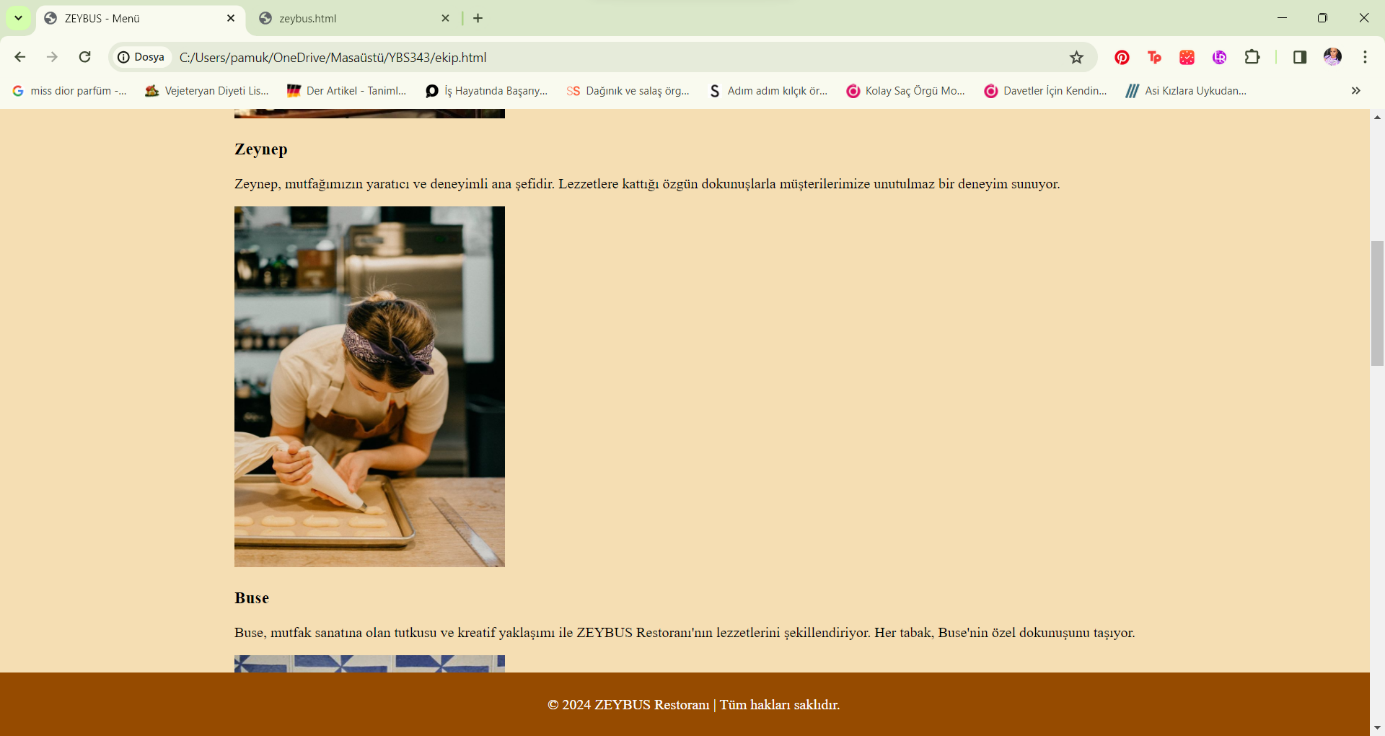 ZEYBUS - Menü
zeybus.html
Dosya
C:/Users/pamuk/OneDrive/Masaüstü/YBS343/ekip.html
miss dior parfüm -...
Vejeteryan Diyeti Lis...
Der Artikel - Taniml...
İş Hayatında Başarıy...
Dağınık ve salaş örg...
Adım adım kılçık ör...
Kolay Saç Örgü Mo...
Davetler İçin Kendin...
Asi Kızlara Uykudan...
Zeynep
Zeynep, mutfağımızın yaratıcı ve deneyimli ana şefidir. Lezzetlere kattığı özgün dokunuşlarla müşterilerimize unutulmaz bir deneyim sunuyor.
Buse
Buse, mutfak sanatına olan tutkusu ve kreatif yaklaşımı ile ZEYBUS Restoranı'nın lezzetlerini şekillendiriyor. Her tabak, Buse'nin özel dokunuşunu taşıyor.
© 2024 ZEYBUS Restoranı | Tüm hakları saklıdır.